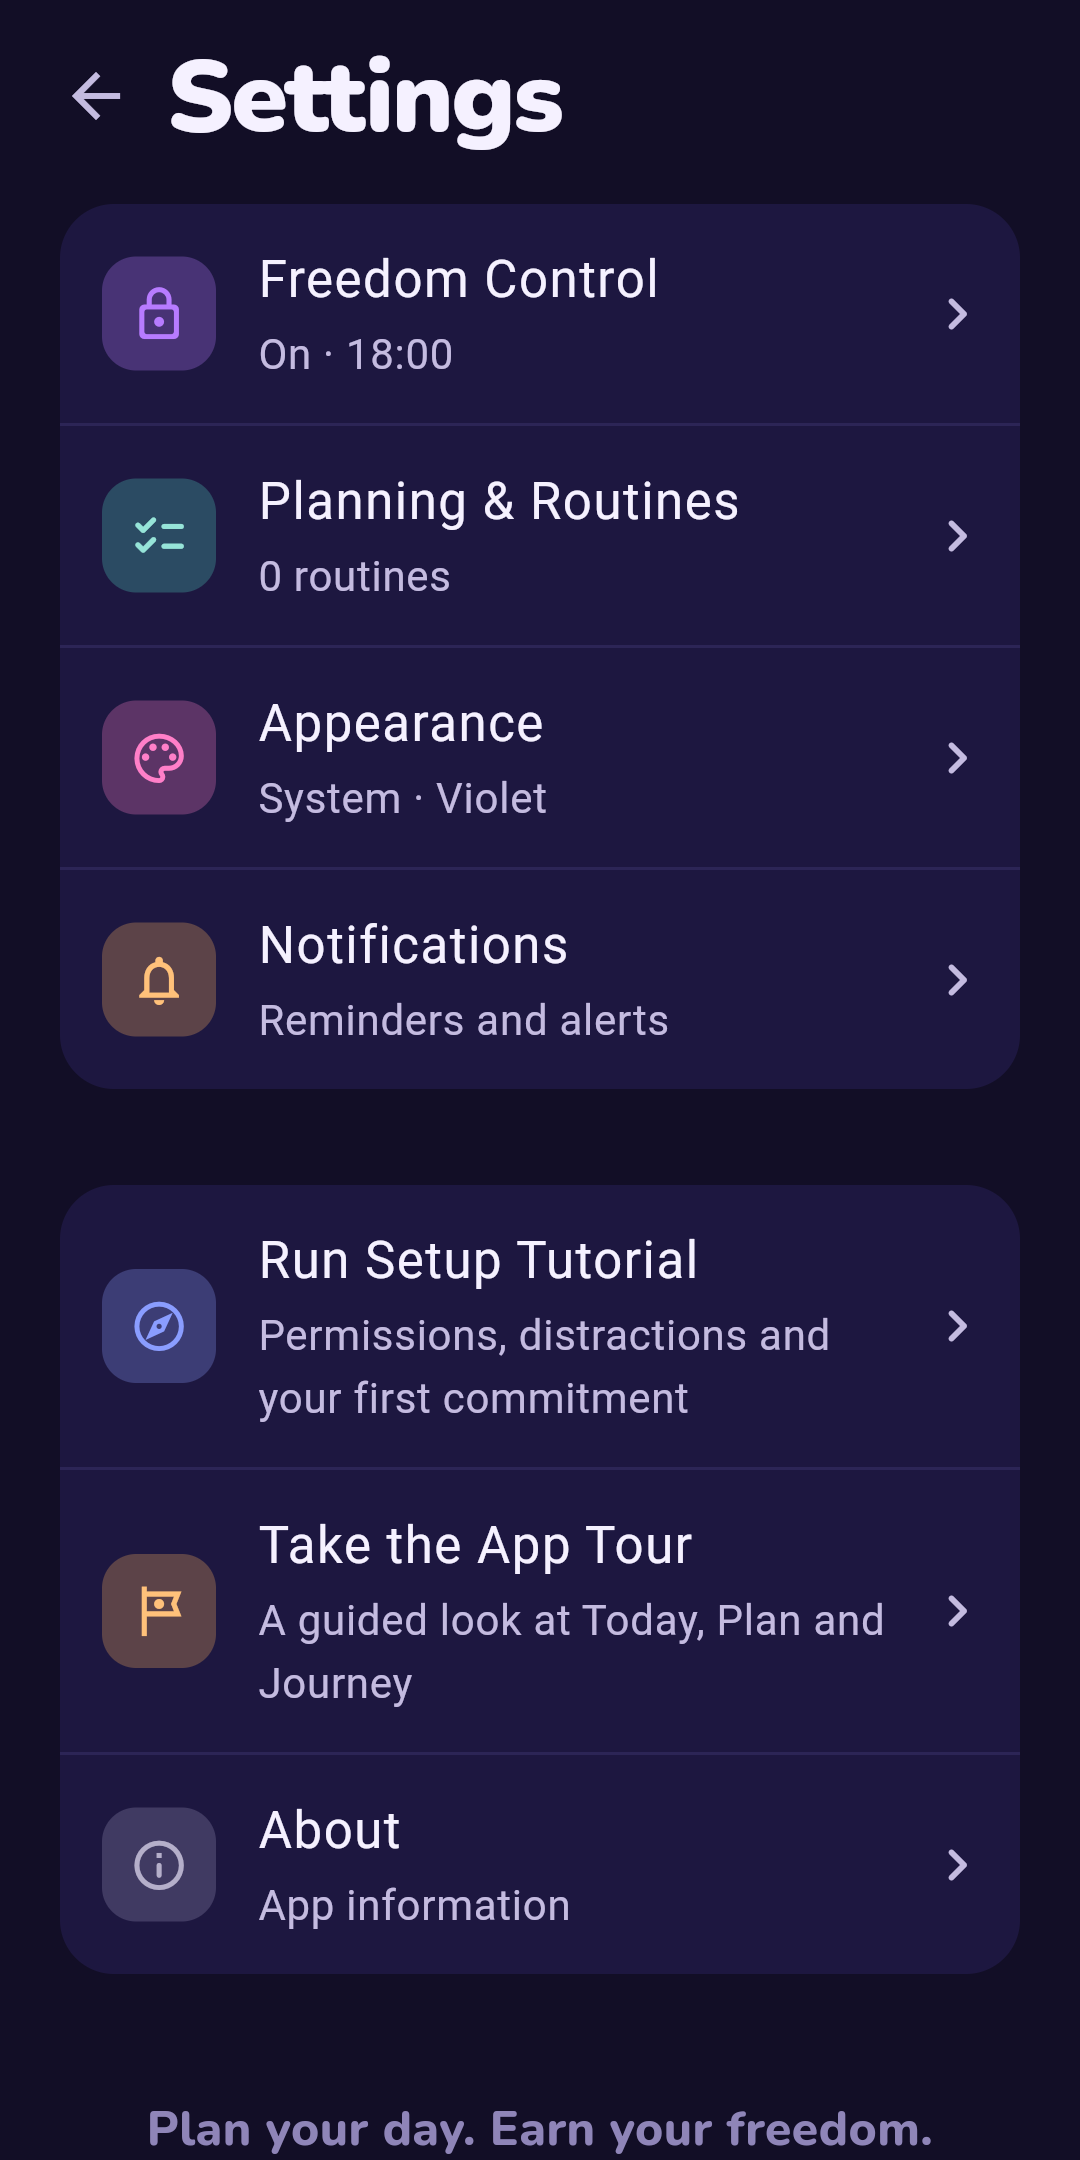 Settings
Freedom Control
On · 18:00
Planning & Routines
0 routines
Appearance
System · Violet
Notifications
Reminders and alerts
Run Setup Tutorial
Permissions, distractions and
your first commitment
Take the App Tour
A guided look at Today, Plan and
Journey
About
App information
Plan your day. Earn your freedom.